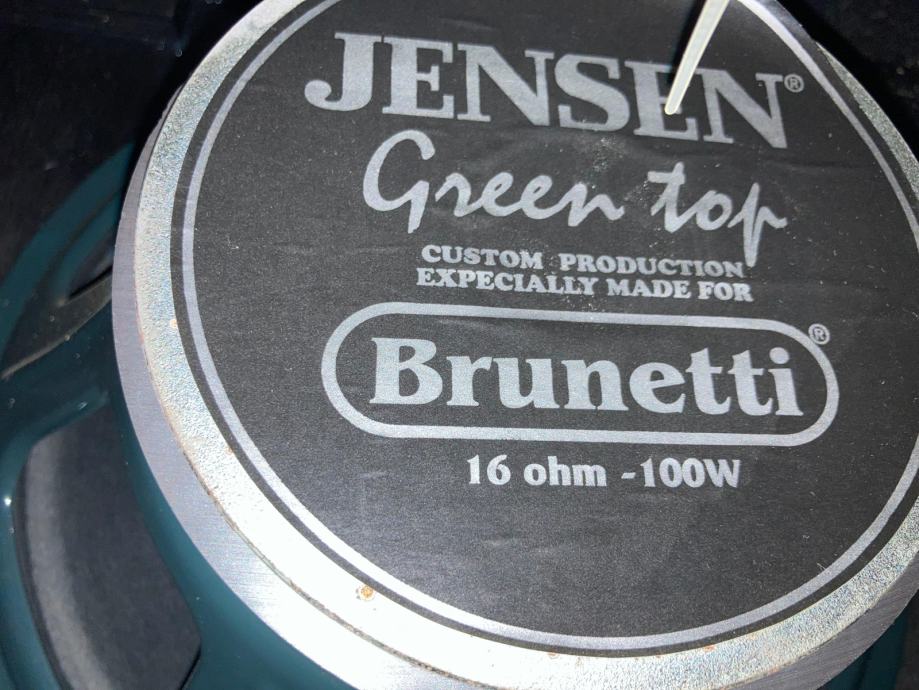 JENSEN®
Green top
CUSTOM PRODUCTION
EXPECIALLY MADE FOR
Brunetti®
16 ohm -100W